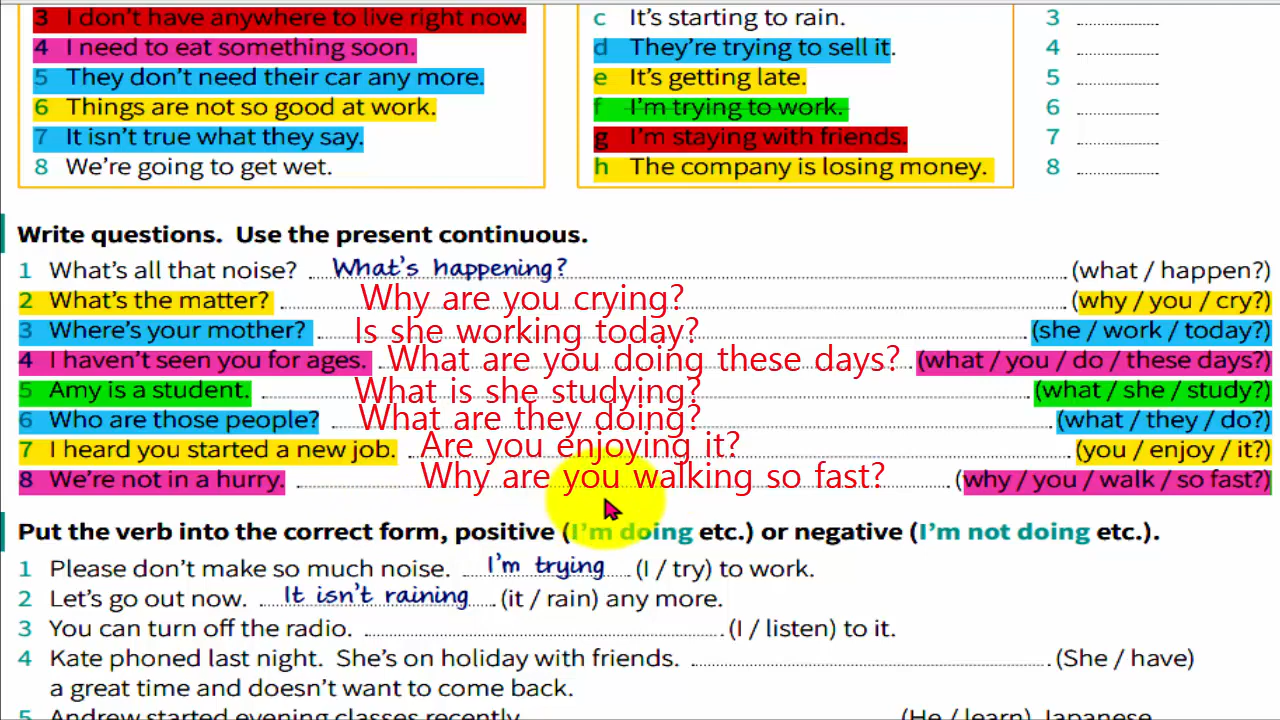 3 I don't have anywhere to live right now.
4 I need to eat something soon.
5 They don't need their car any more.
6 Things are not so good at work.
7 It isn't true what they say.
8 We're going to get wet.
c It's starting to rain.
d They're trying to sell it.
e It's getting late.
f I'm trying to work.
g I'm staying with friends.
h The company is losing money.
3
4
5
6
7
8
Write questions. Use the present continuous.
1 What's all that noise? What's happening? (what / happen?)
2 What's the matter? Why are you crying? (why / you / cry?)
3 Where's your mother? Is she working today? (she / work / today?)
4 I haven't seen you for ages. What are you doing these days? (what / you / do / these days?)
5 Amy is a student. What is she studying? (what / she / study?)
6 Who are those people? What are they doing? (what / they / do?)
7 I heard you started a new job. Are you enjoying it? (you / enjoy / it?)
8 We're not in a hurry. Why are you walking so fast? (why / you / walk / so fast?)
Put the verb into the correct form, positive (I'm doing etc.) or negative (I'm not doing etc.).
1 Please don't make so much noise. I'm trying (I / try) to work.
2 Let's go out now. It isn't raining (it / rain) any more.
3 You can turn off the radio. (I / listen) to it.
4 Kate phoned last night. She's on holiday with friends. (She / have)
a great time and doesn't want to come back.
5 Andrew started evening classes recently. (He / learn) Japanese.